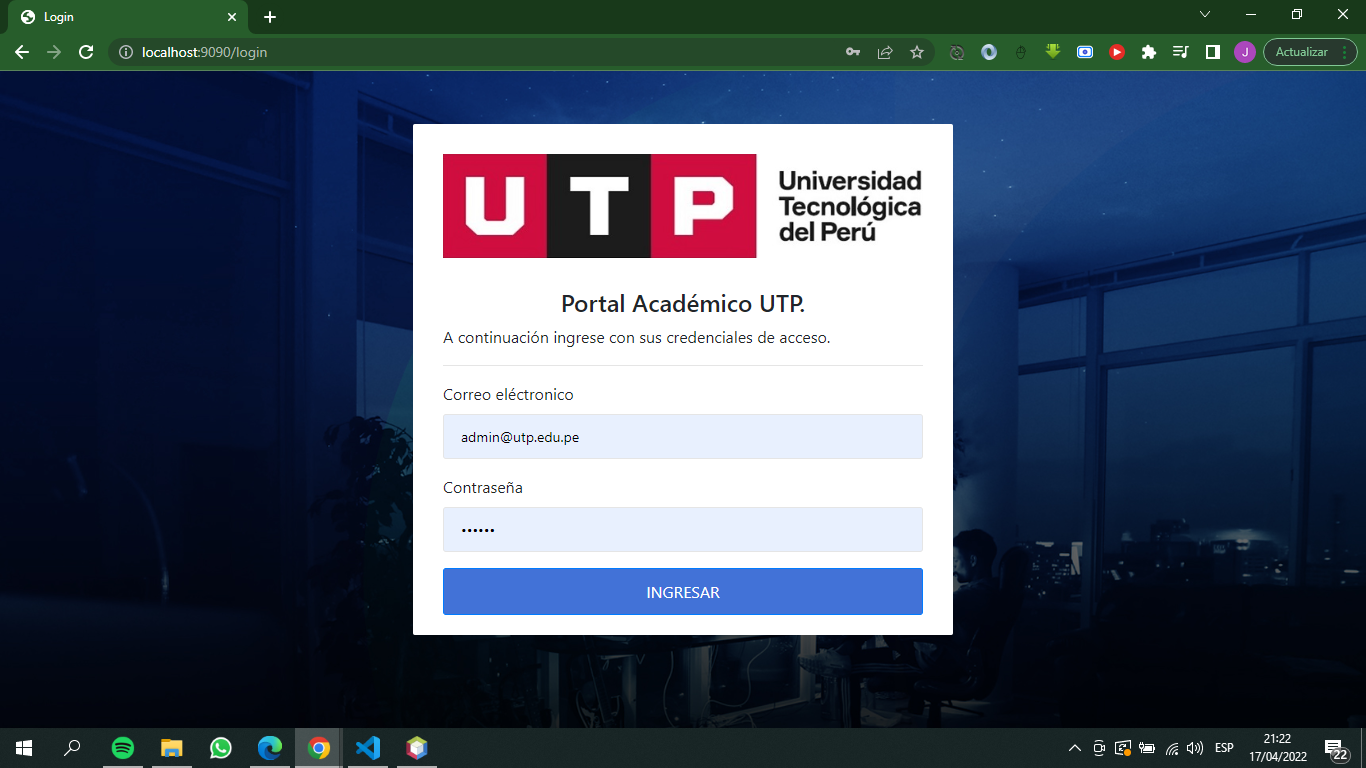 Login
localhost:9090/login
J
Actualizar
UTP
Universidad
Tecnológica
del Perú
Portal Académico UTP.
A continuación ingrese con sus credenciales de acceso.
Correo eléctronico
admin@utp.edu.pe
Contraseña
••••••
INGRESAR
ESP
21:22
17/04/2022
22